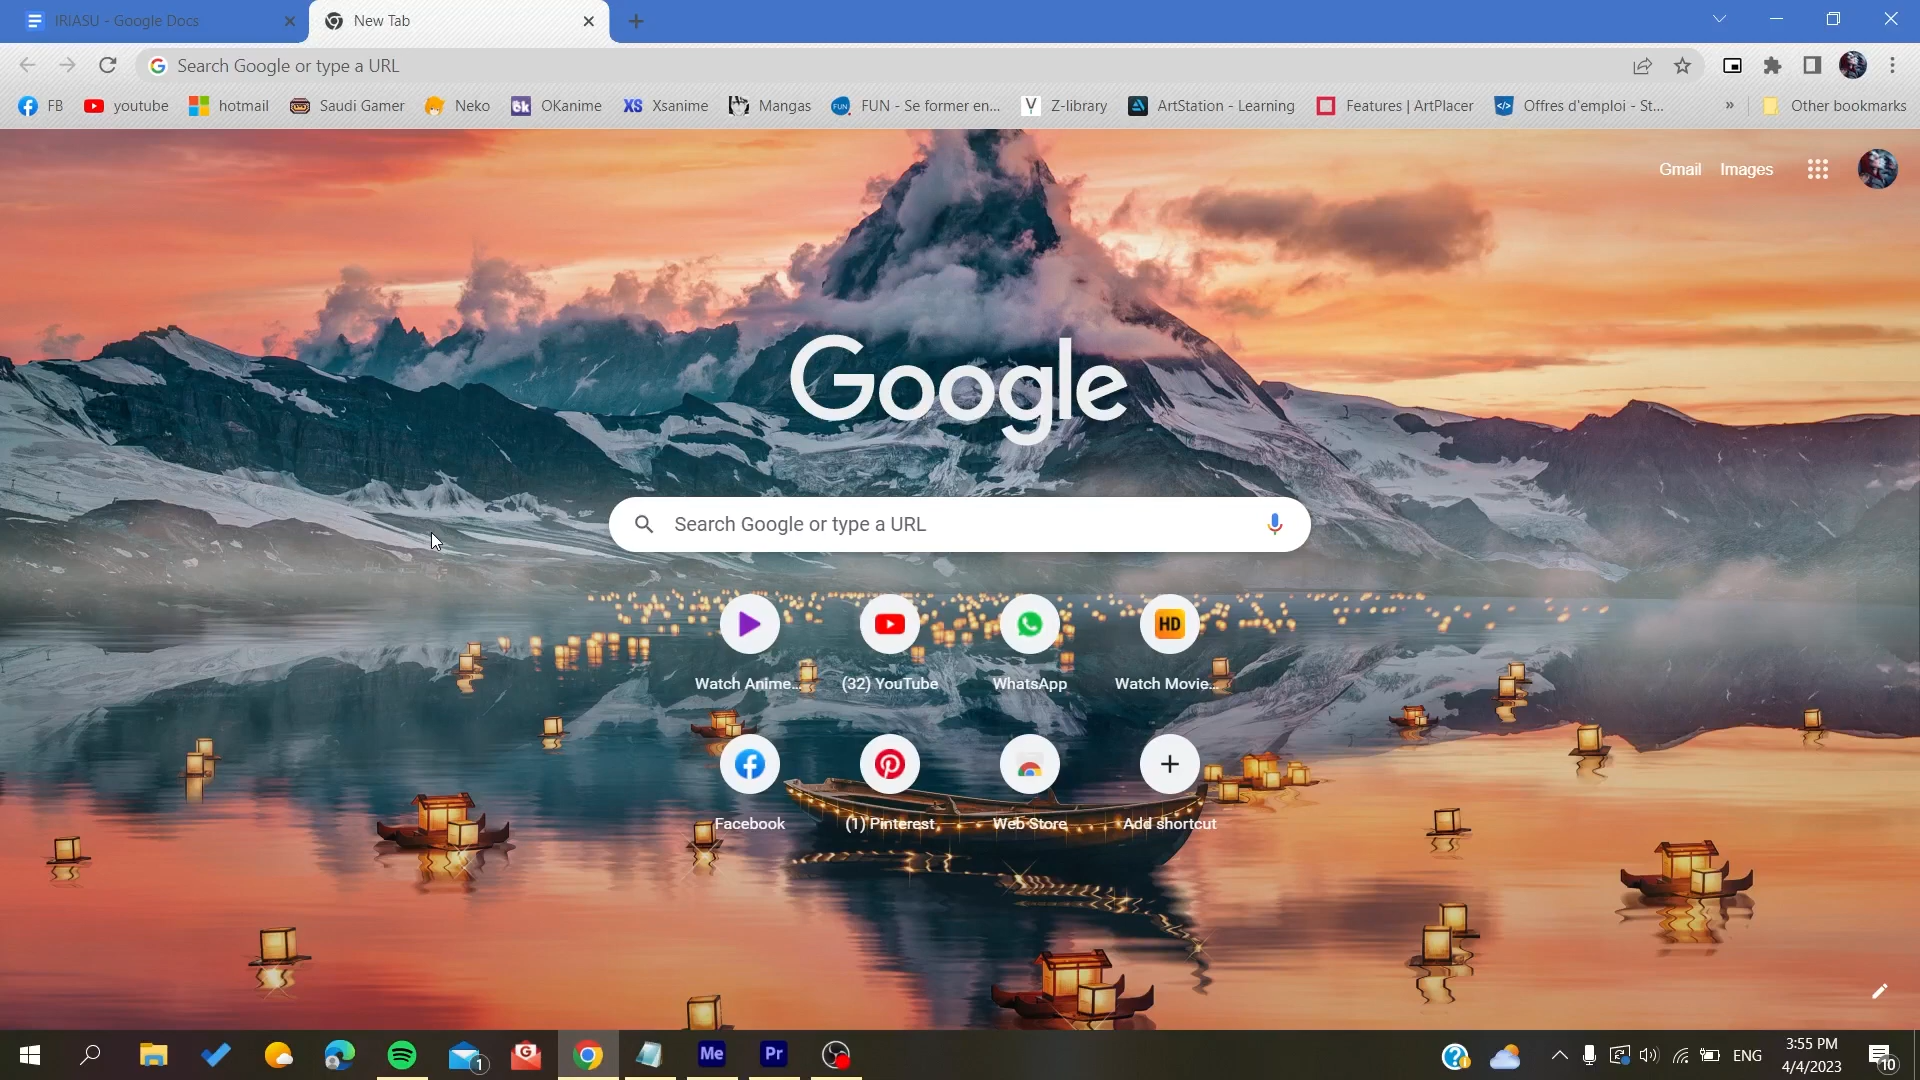 IRIASU - Google Docs
New Tab
Search Google or type a URL
FB youtube hotmail Saudi Gamer Neko OKanime Xsanime Mangas FUN - Se former en... Z-library ArtStation - Learning Features | ArtPlacer Offres d'emploi - St... » Other bookmarks
Gmail Images
Google
Search Google or type a URL
HD
Watch Anime... (32) YouTube WhatsApp Watch Movie...
Facebook (1) Pinterest Web Store Add shortcut
1 Me Pr ENG
3:55 PM
4/4/2023
10